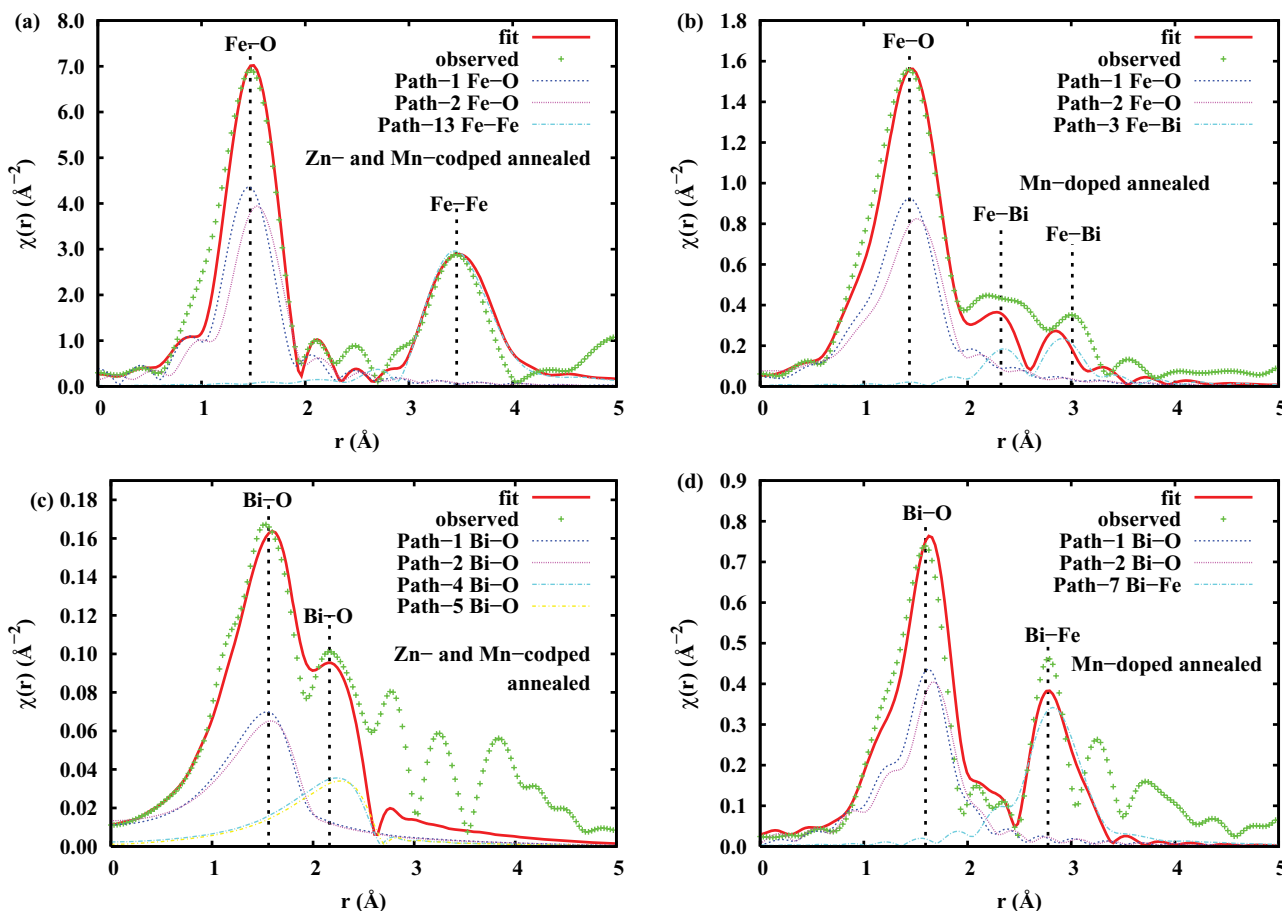 (a)
8.0
7.0
6.0
5.0
4.0
3.0
2.0
1.0
0.0
χ(r) (Å−2)
0 1 2 3 4 5
r (Å)
Fe−O
Fe−Fe
fit
observed
Path−1 Fe−O
Path−2 Fe−O
Path−13 Fe−Fe
Zn− and Mn−codped annealed
(b)
1.8
1.6
1.4
1.2
1.0
0.8
0.6
0.4
0.2
0.0
χ(r) (Å−2)
0 1 2 3 4 5
r (Å)
Fe−O
Fe−Bi
Fe−Bi
fit
observed
Path−1 Fe−O
Path−2 Fe−O
Path−3 Fe−Bi
Mn−doped annealed
(c)
0.18
0.16
0.14
0.12
0.10
0.08
0.06
0.04
0.02
0.00
χ(r) (Å−2)
0 1 2 3 4 5
r (Å)
Bi−O
Bi−O
fit
observed
Path−1 Bi−O
Path−2 Bi−O
Path−4 Bi−O
Path−5 Bi−O
Zn− and Mn−codped
annealed
(d)
0.9
0.8
0.7
0.6
0.5
0.4
0.3
0.2
0.1
0.0
χ(r) (Å−2)
0 1 2 3 4 5
r (Å)
Bi−O
Bi−Fe
fit
observed
Path−1 Bi−O
Path−2 Bi−O
Path−7 Bi−Fe
Mn−doped annealed